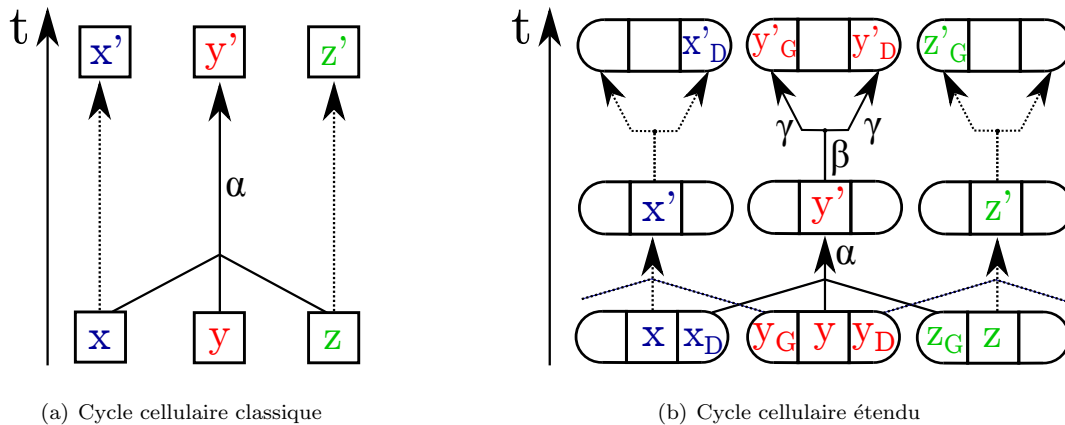 t
x' y' z'
α
x y z
(a) Cycle cellulaire classique
t
x'D y'G y'D z'G
γ γ
β
x' y' z'
α
x xD yG y yD zG z
(b) Cycle cellulaire étendu